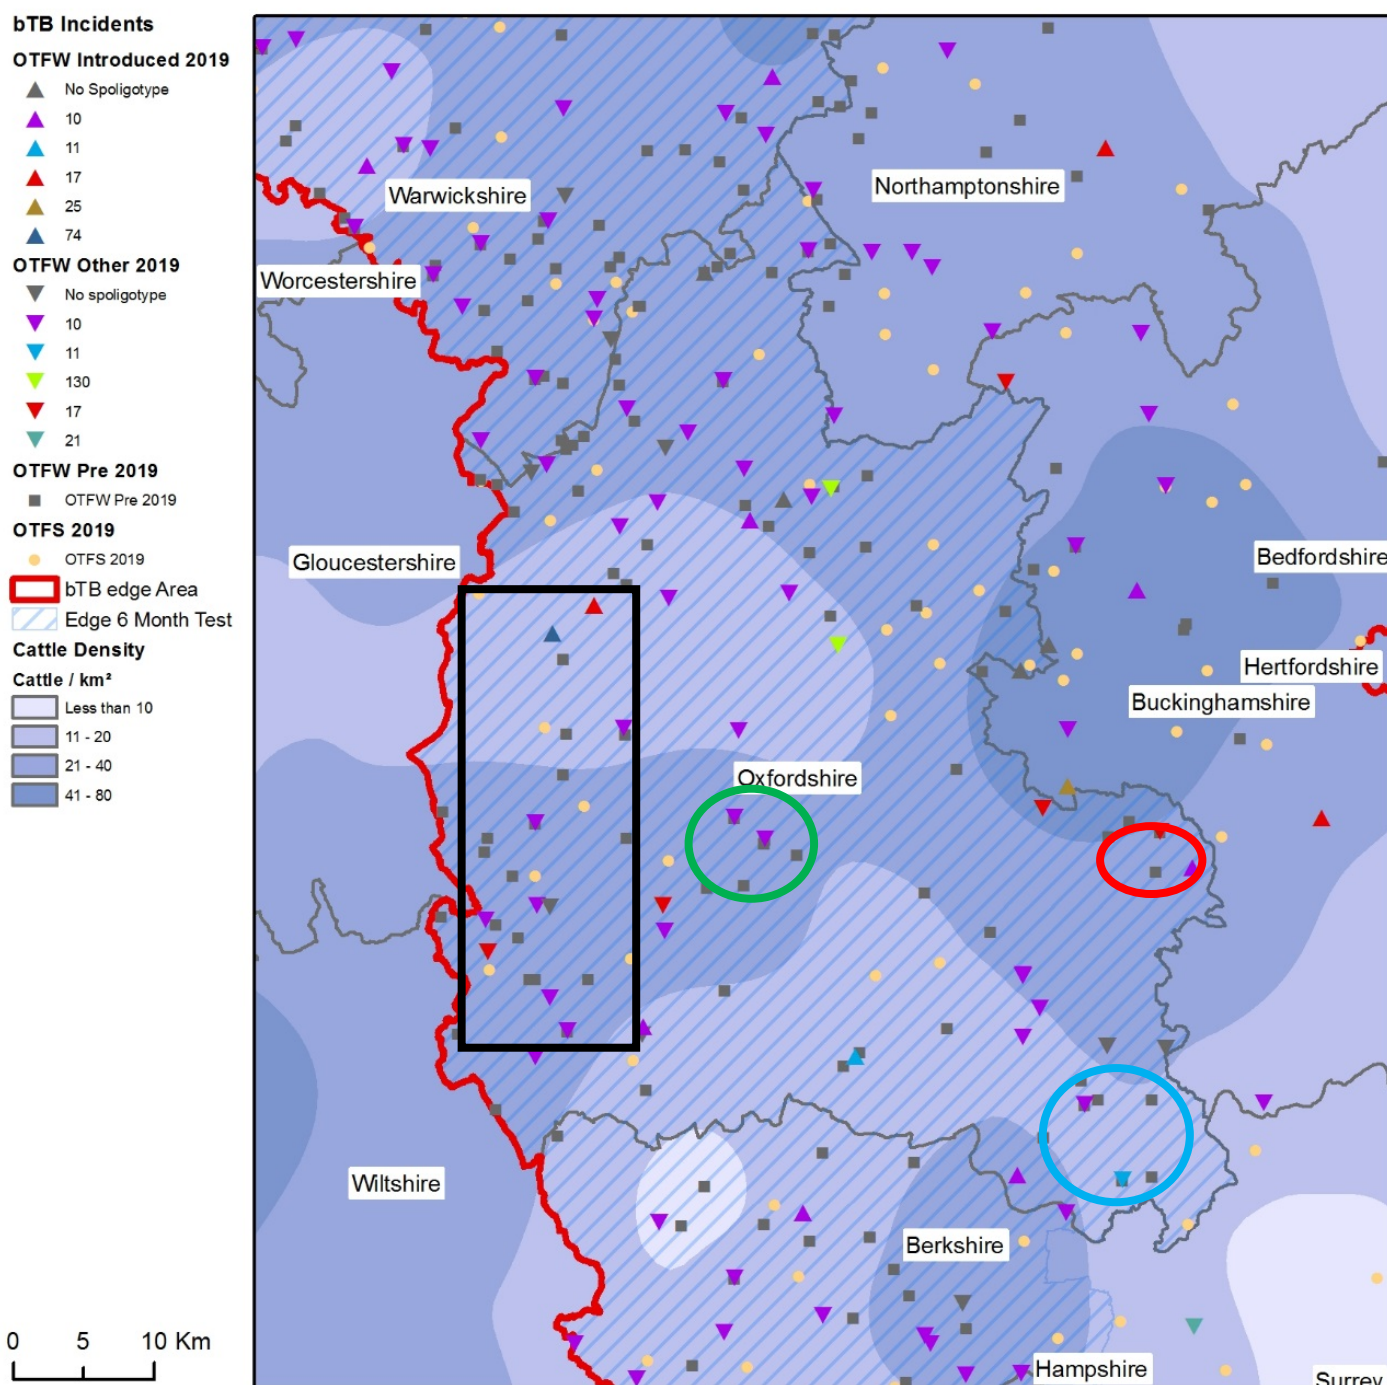 bTB Incidents
OTFW Introduced 2019
No Spoligotype
10
11
17
25
74
OTFW Other 2019
No spoligotype
10
11
130
17
21
OTFW Pre 2019
OTFW Pre 2019
OTFS 2019
OTFS 2019
bTB edge Area
Edge 6 Month Test
Cattle Density
Cattle / km²
Less than 10
11 - 20
21 - 40
41 - 80
0 5 10 Km
Northamptonshire
Warwickshire
Worcestershire
Gloucestershire
Bedfordshire
Hertfordshire
Buckinghamshire
Oxfordshire
Wiltshire
Berkshire
Hampshire
Surrey